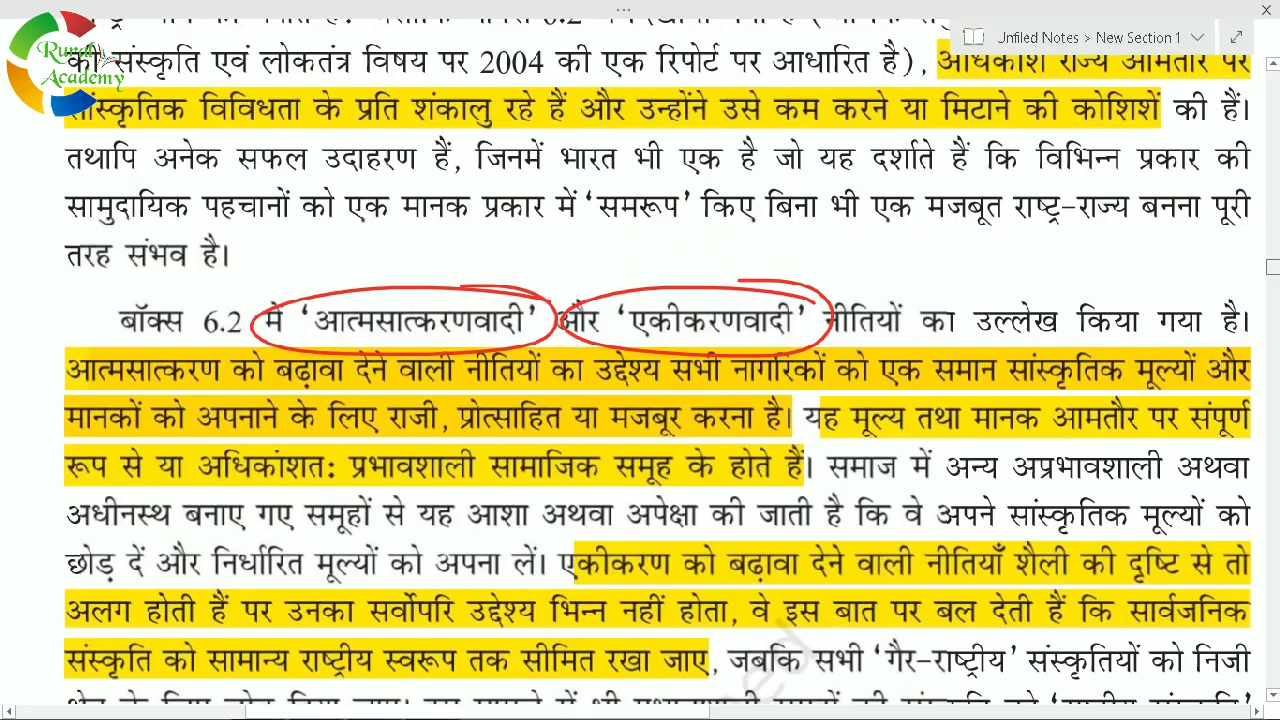 Rural
Academy
Unfiled Notes > New Section 1
की संस्कृति एवं लोकतंत्र विषय पर 2004 की एक रिपोर्ट पर आधारित है), अधिकांश राज्य आमतौर पर
सांस्कृतिक विविधता के प्रति शंकालु रहे हैं और उन्होंने उसे कम करने या मिटाने की कोशिशें की हैं।
तथापि अनेक सफल उदाहरण हैं, जिनमें भारत भी एक है जो यह दर्शाते हैं कि विभिन्न प्रकार की
सामुदायिक पहचानों को एक मानक प्रकार में ‘समरूप’ किए बिना भी एक मजबूत राष्ट्र-राज्य बनना पूरी
तरह संभव है।
बॉक्स 6.2 में ‘आत्मसात्करणवादी’ और ‘एकीकरणवादी’ नीतियों का उल्लेख किया गया है।
आत्मसात्करण को बढ़ावा देने वाली नीतियों का उद्देश्य सभी नागरिकों को एक समान सांस्कृतिक मूल्यों और
मानकों को अपनाने के लिए राजी, प्रोत्साहित या मजबूर करना है। यह मूल्य तथा मानक आमतौर पर संपूर्ण
रूप से या अधिकांशतः प्रभावशाली सामाजिक समूह के होते हैं। समाज में अन्य अप्रभावशाली अथवा
अधीनस्थ बनाए गए समूहों से यह आशा अथवा अपेक्षा की जाती है कि वे अपने सांस्कृतिक मूल्यों को
छोड़ दें और निर्धारित मूल्यों को अपना लें। एकीकरण को बढ़ावा देने वाली नीतियाँ शैली की दृष्टि से तो
अलग होती हैं पर उनका सर्वोपरि उद्देश्य भिन्न नहीं होता, वे इस बात पर बल देती हैं कि सार्वजनिक
संस्कृति को सामान्य राष्ट्रीय स्वरूप तक सीमित रखा जाए, जबकि सभी ‘गैर-राष्ट्रीय’ संस्कृतियों को निजी